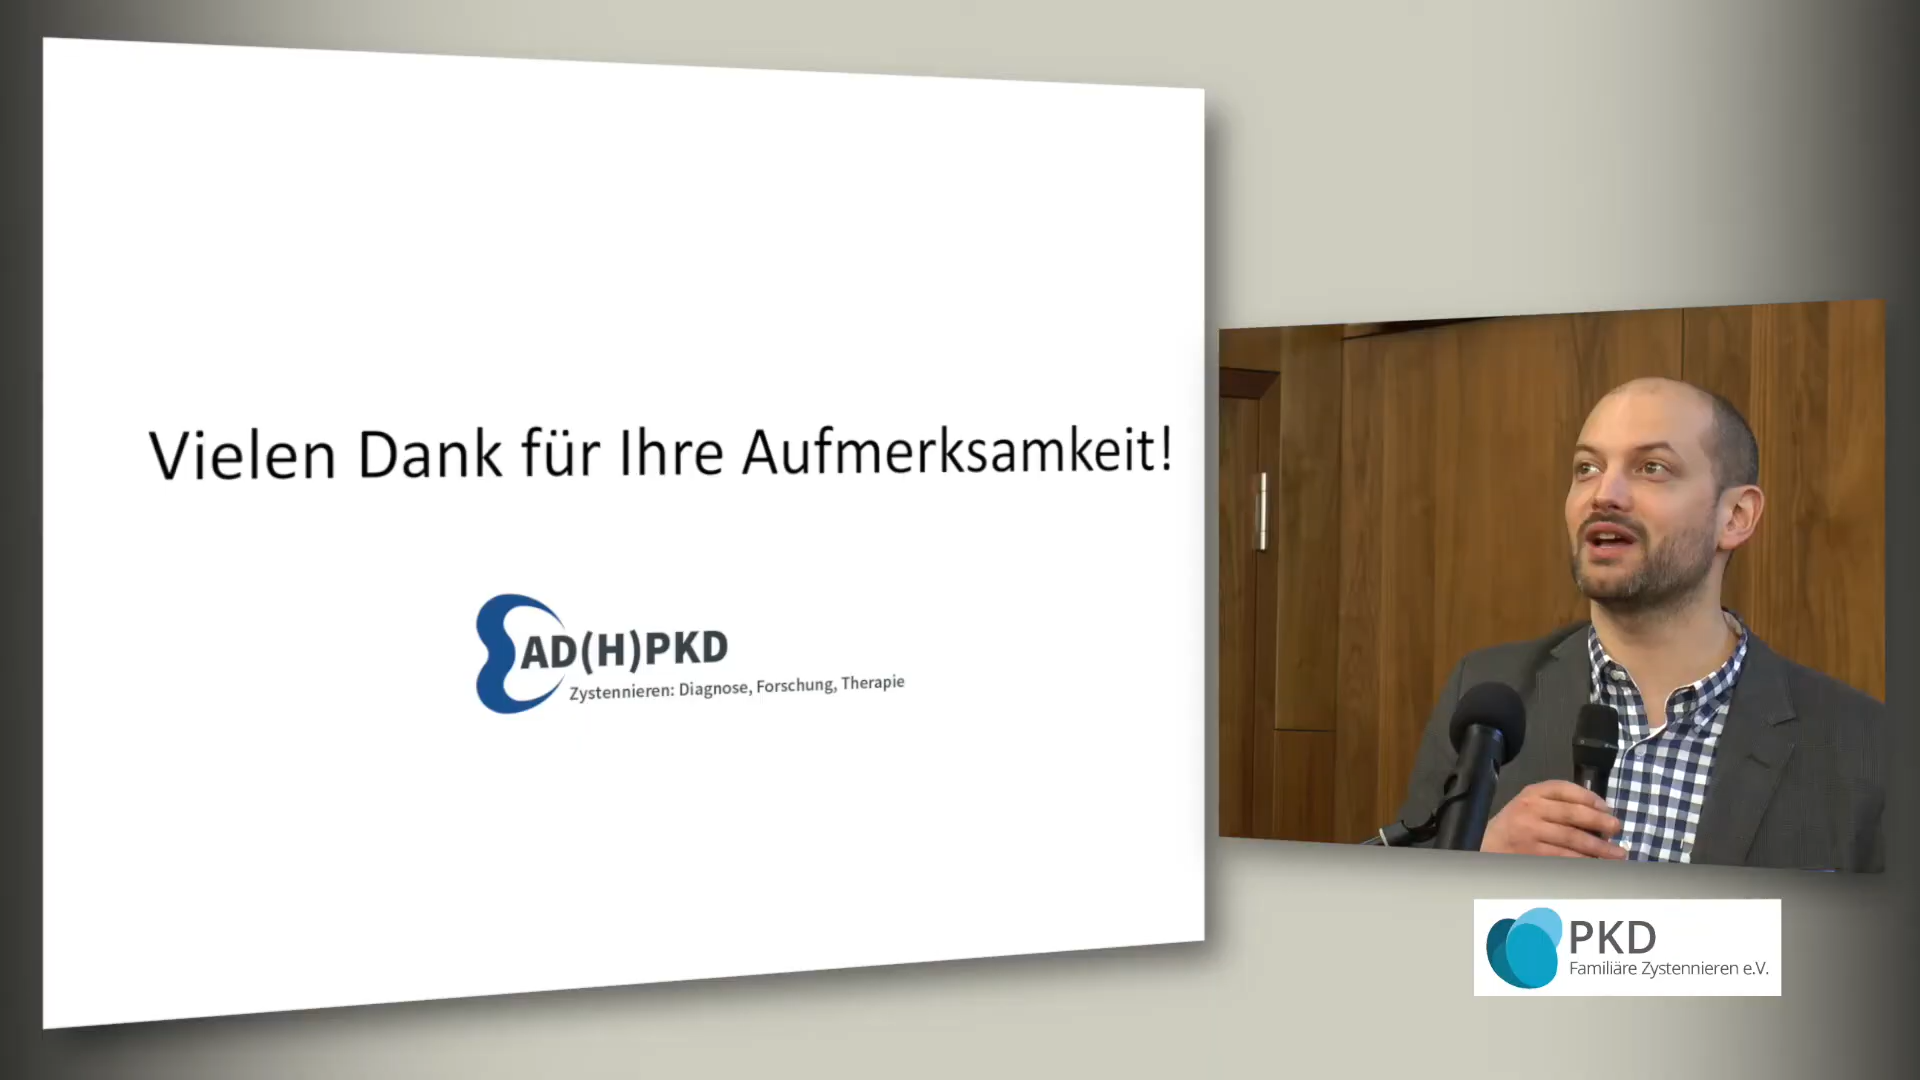 Vielen Dank für Ihre Aufmerksamkeit!
AD(H)PKD
Zystennieren: Diagnose, Forschung, Therapie
PKD
Familiäre Zystennieren e.V.